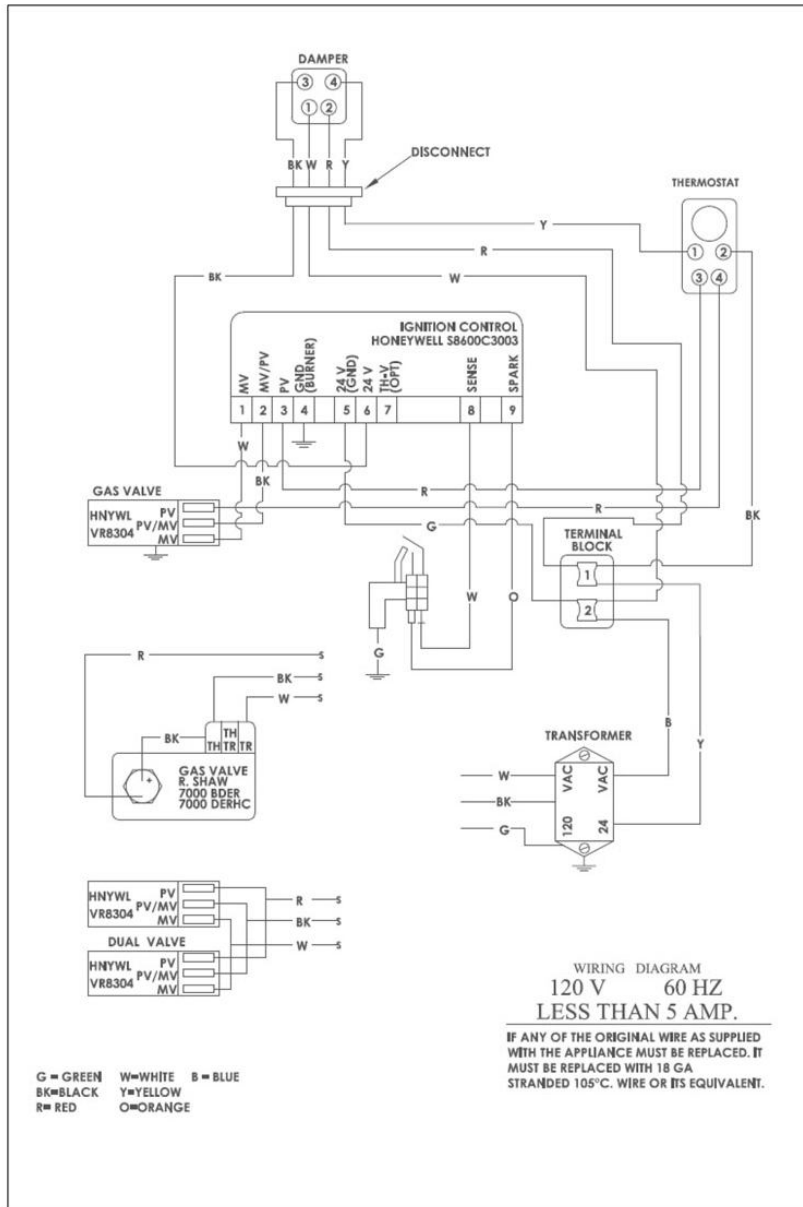 DAMPER
3 4
1 2
BK W R Y
DISCONNECT
THERMOSTAT
1 2
3 4
Y
R
BK W
IGNITION CONTROL
HONEYWELL S8600C3003
MV
MV/PV
PV
GND
(BURNER)
24 V
(GND)
24 V
TH-V
(OPT)
SENSE
SPARK
1 2 3 4 5 6 7 8 9
W
BK
R
R
BK
G
GAS VALVE
HNYWL
VR8304
PV
PV/MV
MV
TERMINAL
BLOCK
1
2
W O
G
R
BK S
W S
S
BK
TH
TH
TR
TR
GAS VALVE
R. SHAW
7000 BDER
7000 DERHC
+
B
Y
TRANSFORMER
W
BK
G
VAC
120
VAC
24
HNYWL
VR8304
PV
PV/MV
MV
R S
BK S
W S
DUAL VALVE
HNYWL
VR8304
PV
PV/MV
MV
WIRING DIAGRAM
120 V 60 HZ
LESS THAN 5 AMP.
IF ANY OF THE ORIGINAL WIRE AS SUPPLIED
WITH THE APPLIANCE MUST BE REPLACED. IT
MUST BE REPLACED WITH 18 GA
STRANDED 105°C. WIRE OR ITS EQUIVALENT.
G = GREEN W=WHITE B = BLUE
BK=BLACK Y=YELLOW
R= RED O=ORANGE